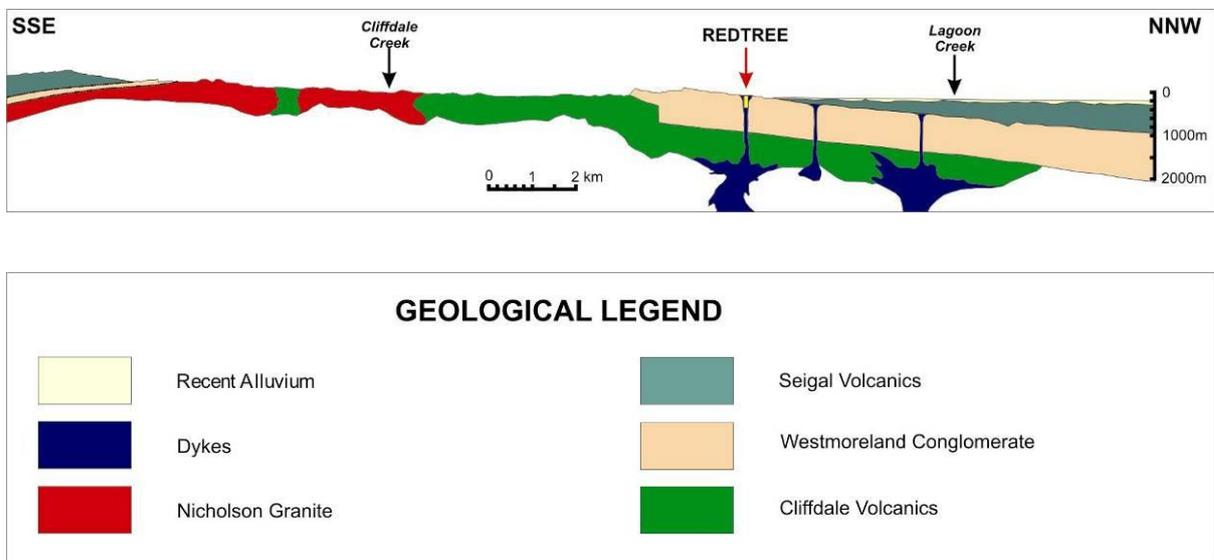 SSE
Cliffdale
Creek
REDTREE
Lagoon
Creek
NNW
0
1000m
2000m
0 1 2 km
GEOLOGICAL LEGEND
Recent Alluvium
Seigal Volcanics
Dykes
Westmoreland Conglomerate
Nicholson Granite
Cliffdale Volcanics